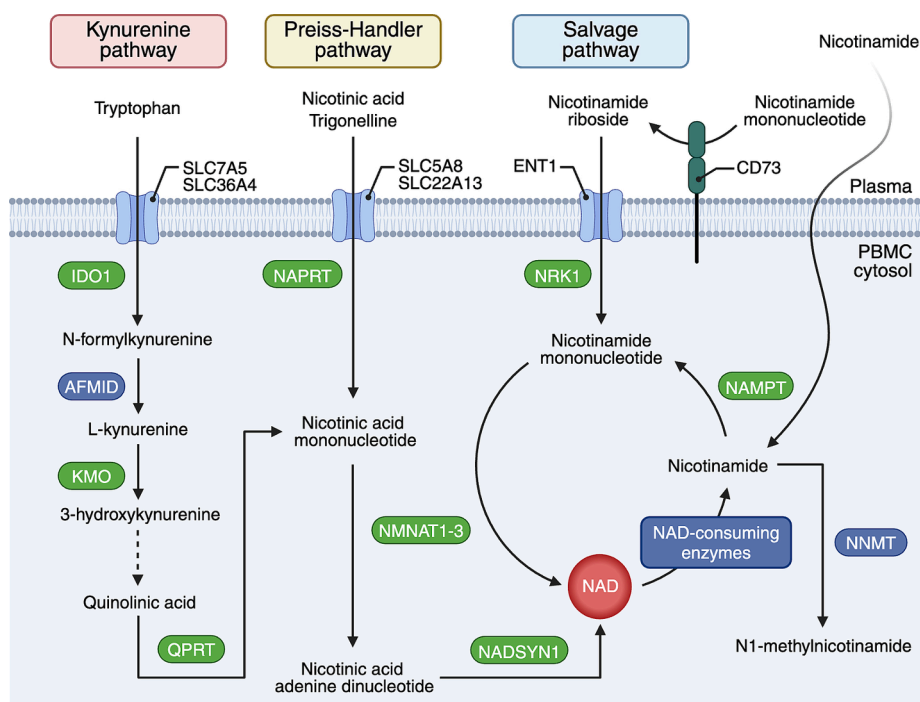 Kynurenine
pathway
Preiss-Handler
pathway
Salvage
pathway
Nicotinamide
Tryptophan
Nicotinic acid
Trigonelline
Nicotinamide
riboside
Nicotinamide
mononucleotide
SLC7A5
SLC36A4
SLC5A8
SLC22A13
ENT1
CD73
Plasma
PBMC
cytosol
IDO1
NAPRT
NRK1
N-formylkynurenine
Nicotinamide
mononucleotide
AFMID
NAMPT
L-kynurenine
Nicotinic acid
mononucleotide
KMO
Nicotinamide
3-hydroxykynurenine
NMNAT1-3
NAD-consuming
enzymes
NNMT
Quinolinic acid
NAD
QPRT
NADSYN1
N1-methylnicotinamide
Nicotinic acid
adenine dinucleotide